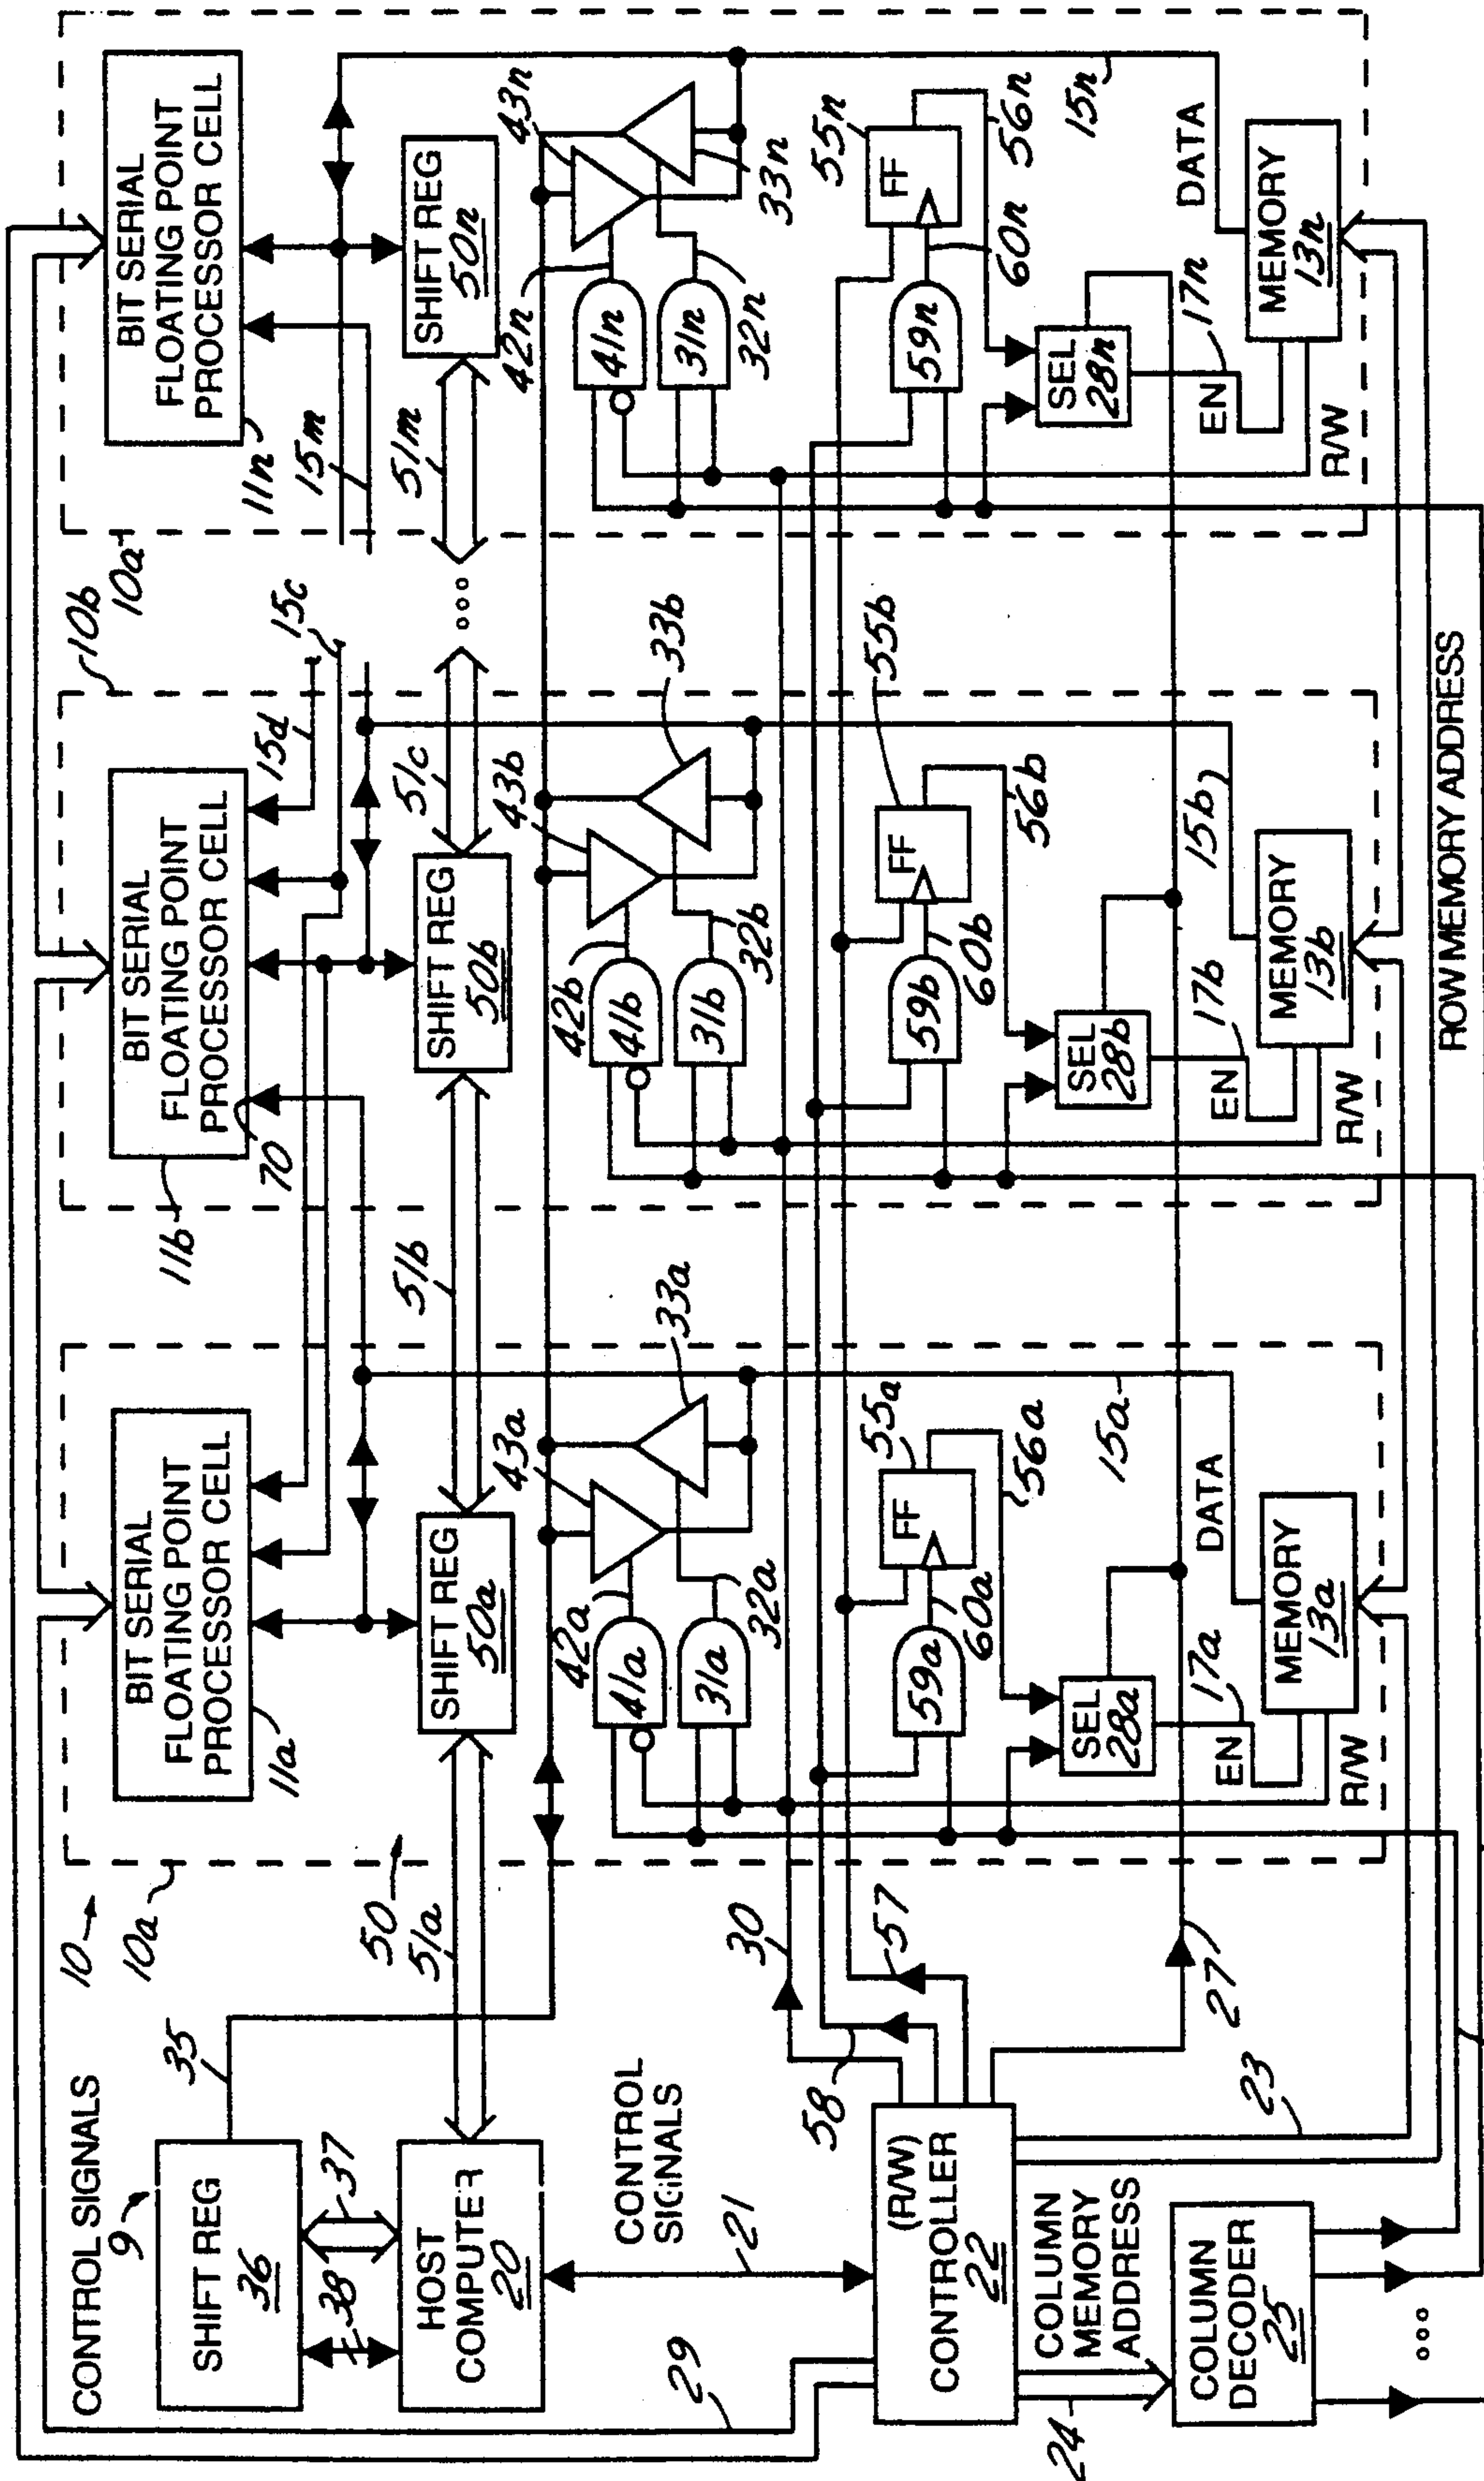 CONTROL SIGNALS
9
35
SHIFT REG
36
37
38
HOST
COMPUTER
20
CONTROL
SIGNALS
21
29
(R/W)
CONTROLLER
22
58
57
30
27
23
COLUMN
MEMORY
ADDRESS
24
COLUMN
DECODER
25
ooo
10
10a
50
51a
BIT SERIAL
FLOATING POINT
PROCESSOR CELL
11a
SHIFT REG
50a
51b
42a
43a
41a
31a
32a
33a
FF
55a
59a
60a
56a
SEL
28a
17a
EN
R/W
DATA
15a
MEMORY
13a
10b
BIT SERIAL
FLOATING POINT
PROCESSOR CELL
11b
70
15d
15c
SHIFT REG
50b
51c
ooo
42b
43b
41b
31b
32b
33b
FF
55b
59b
60b
56b
SEL
28b
17b
EN
R/W
15b
MEMORY
13b
ROW MEMORY ADDRESS
10a
BIT SERIAL
FLOATING POINT
PROCESSOR CELL
11n
15m
51m
SHIFT REG
50n
42n
43n
41n
31n
32n
33n
FF
55n
59n
60n
56n
SEL
28n
17n
EN
R/W
DATA
15n
MEMORY
13n